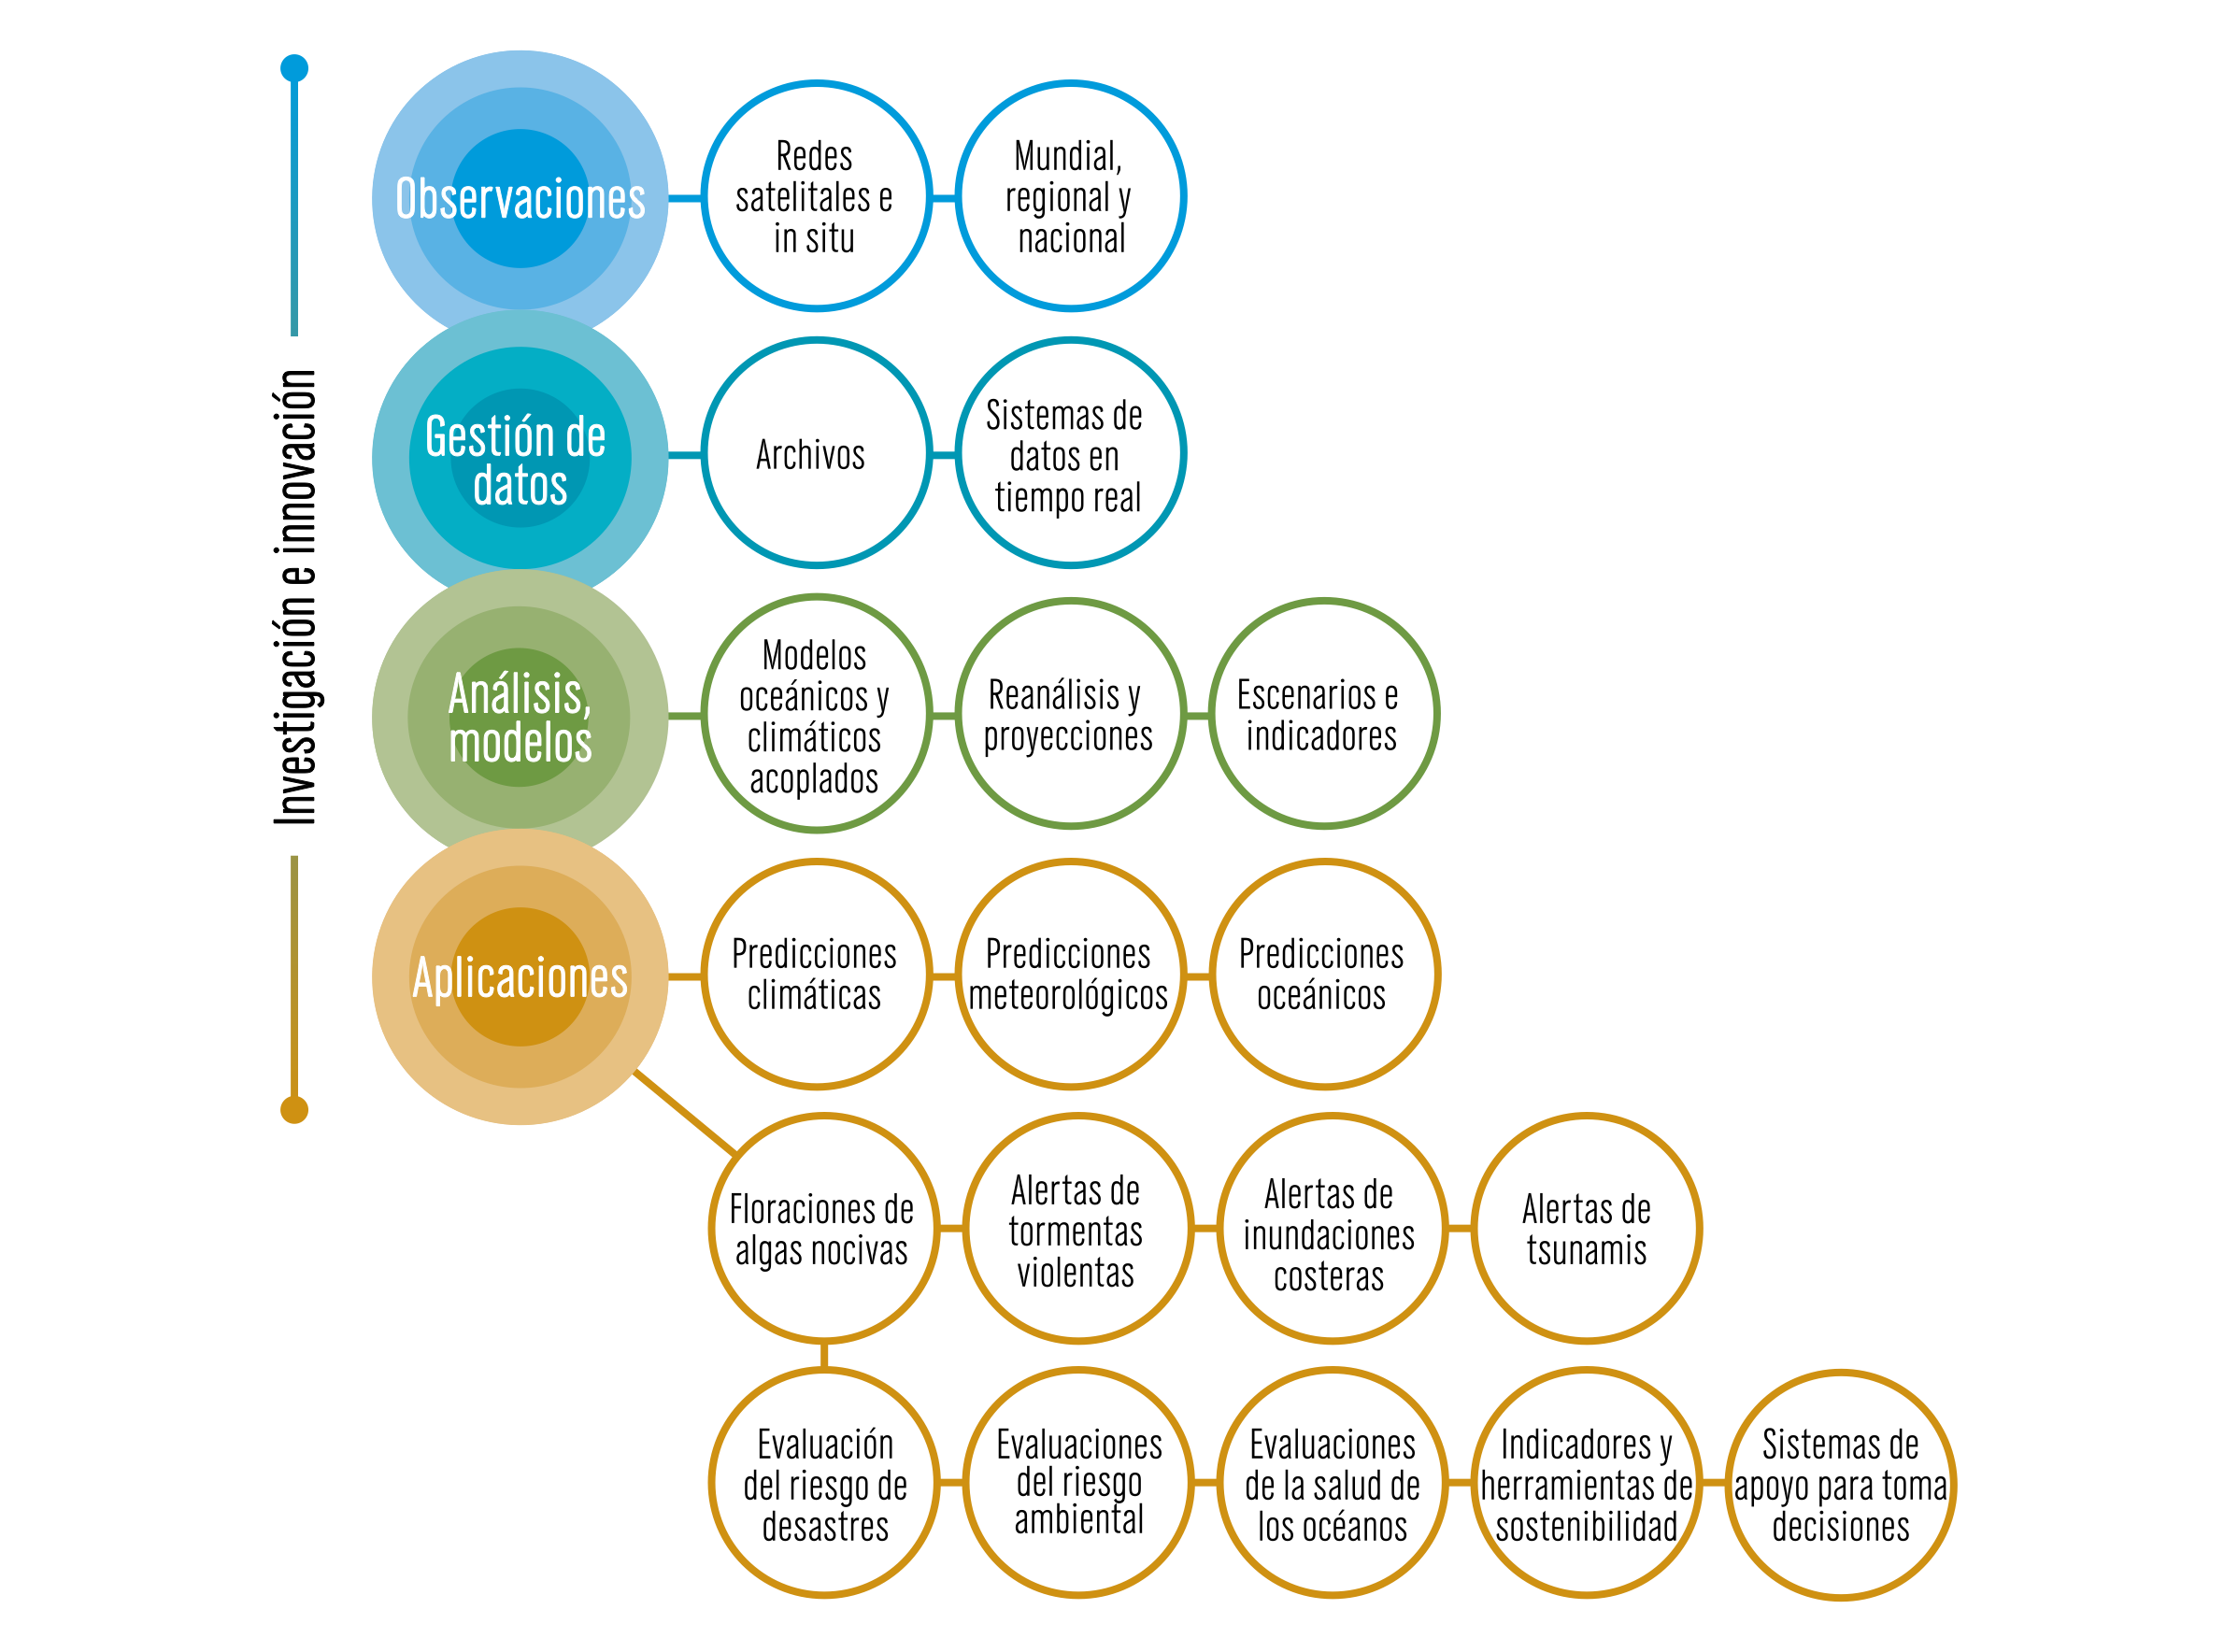 Investigación e innovación
Observaciones
Redes
satelitales e
in situ
Mundial,
regional y
nacional
Gestión de
datos
Archivos
Sistemas de
datos en
tiempo real
Análisis,
modelos
Modelos
oceánicos y
climáticos
acoplados
Reanálisis y
proyecciones
Escenarios e
indicadores
Aplicaciones
Predicciones
climáticas
Predicciones
meteorológicos
Predicciones
oceánicos
Floraciones de
algas nocivas
Alertas de
tormentas
violentas
Alertas de
inundaciones
costeras
Alertas de
tsunamis
Evaluación
del riesgo de
desastres
Evaluaciones
del riesgo
ambiental
Evaluaciones
de la salud de
los océanos
Indicadores y
herramientas de
sostenibilidad
Sistemas de
apoyo para toma
decisiones